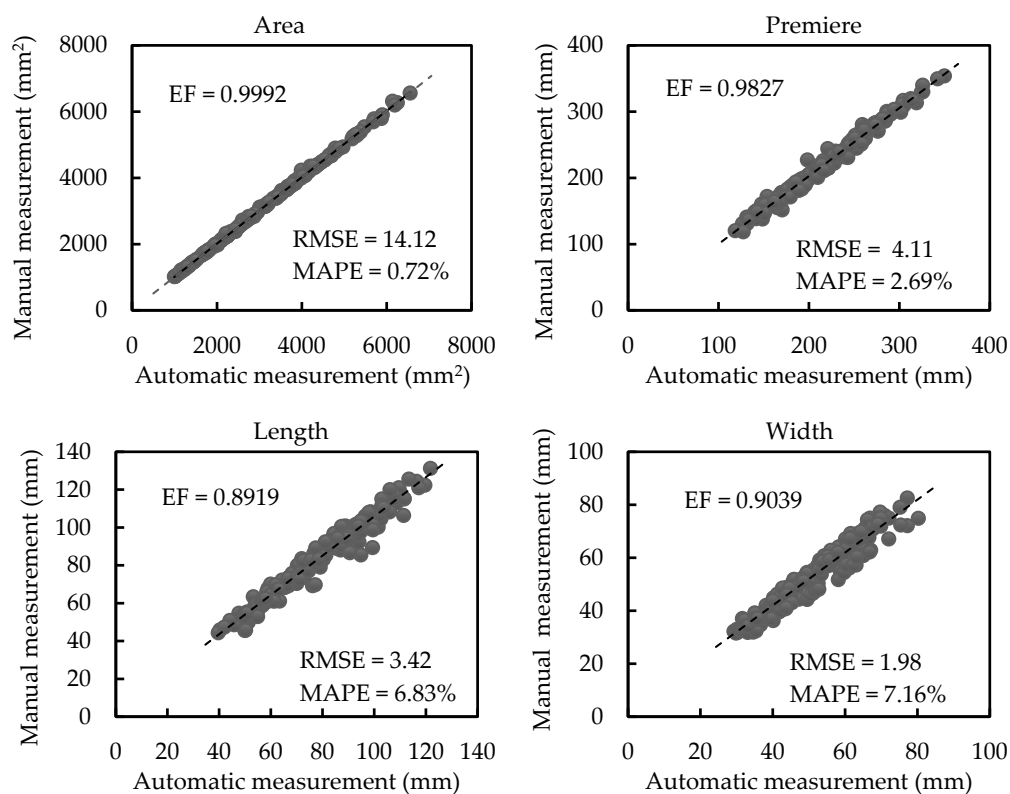 Area
Manual measurement (mm²)
8000
6000
4000
2000
0
EF = 0.9992
RMSE = 14.12
MAPE = 0.72%
0 2000 4000 6000 8000
Automatic measurement (mm²)
Premiere
Manual measurement (mm)
400
300
200
100
0
EF = 0.9827
RMSE = 4.11
MAPE = 2.69%
0 100 200 300 400
Automatic measurement (mm)
Length
Manual measurement (mm)
140
120
100
80
60
40
20
0
EF = 0.8919
RMSE = 3.42
MAPE = 6.83%
0 20 40 60 80 100 120 140
Automatic measurement (mm)
Width
Manual measurement (mm)
100
80
60
40
20
0
EF = 0.9039
RMSE = 1.98
MAPE = 7.16%
0 20 40 60 80 100
Automatic measurement (mm)